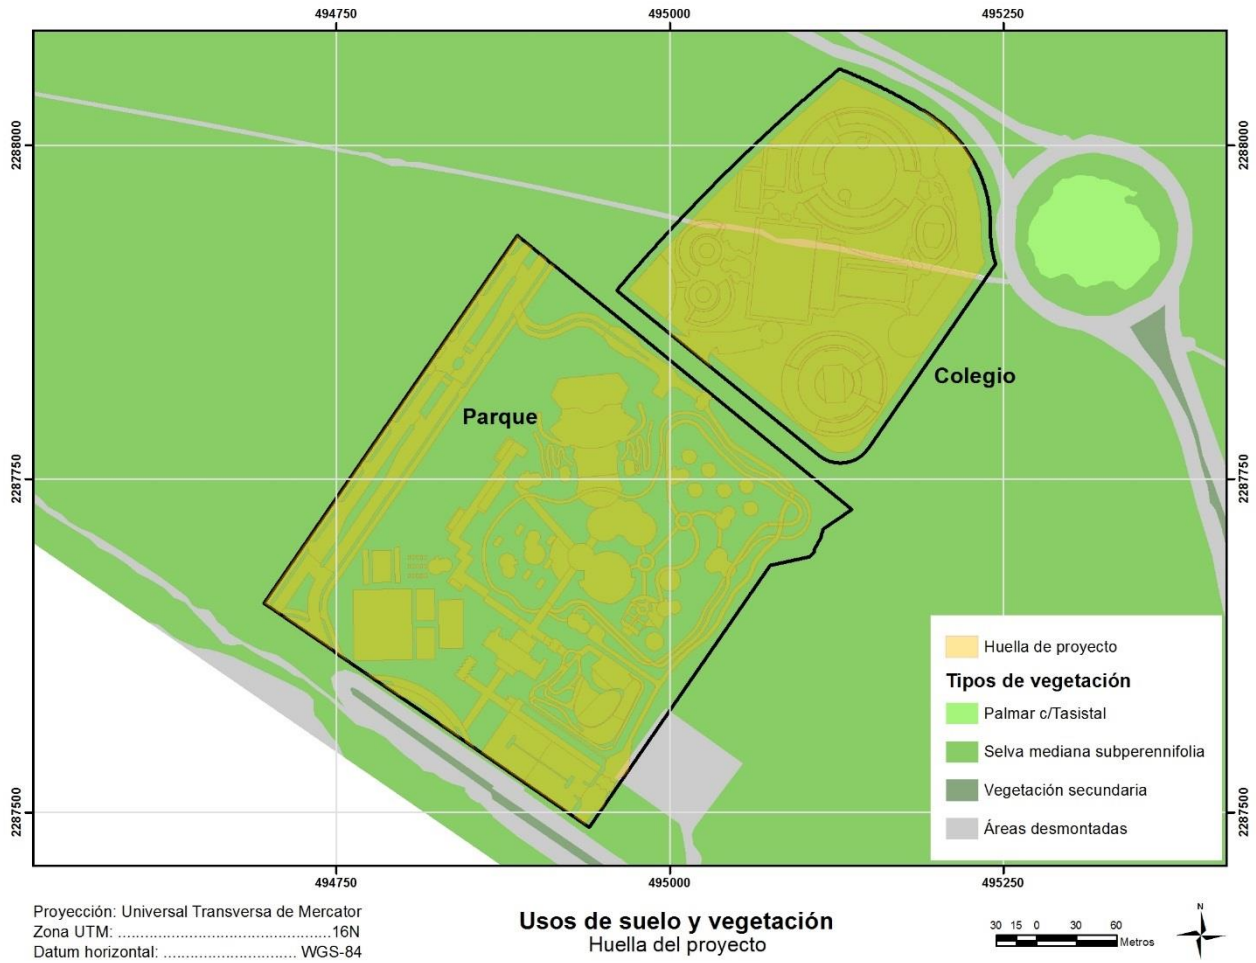 494750 495000 495250
2288000 2288000
Colegio
Parque
2287750 2287750
Huella de proyecto
Tipos de vegetación
Palmar c/Tasistal
Selva mediana subperennifolia
Vegetación secundaria
Áreas desmontadas
2287500 2287500
494750 495000 495250
Proyección: Universal Transversa de Mercator
Zona UTM: ............................................16N
Datum horizontal: ........................... WGS-84
Usos de suelo y vegetación
Huella del proyecto
30 15 0 30 60
Metros
N